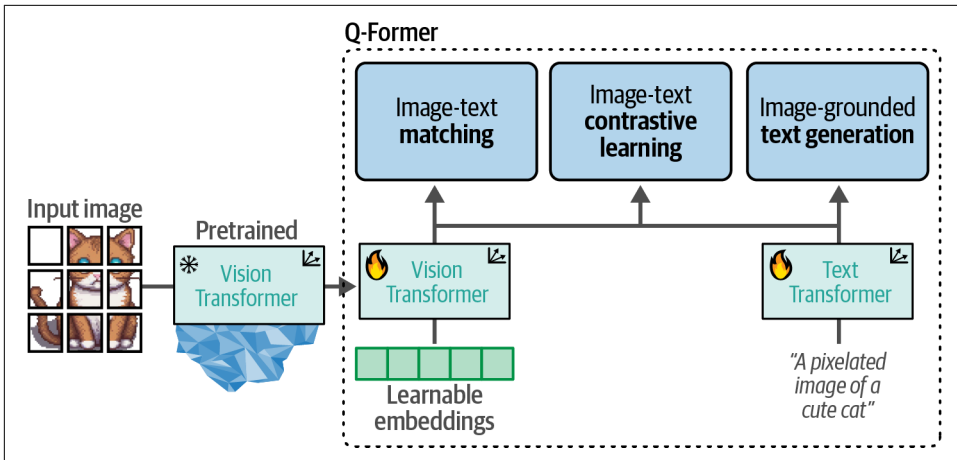 Q-Former
Image-text
matching
Image-text
contrastive
learning
Image-grounded
text generation
Input image
Pretrained
Vision
Transformer
Vision
Transformer
Text
Transformer
Learnable
embeddings
"A pixelated
image of a
cute cat"